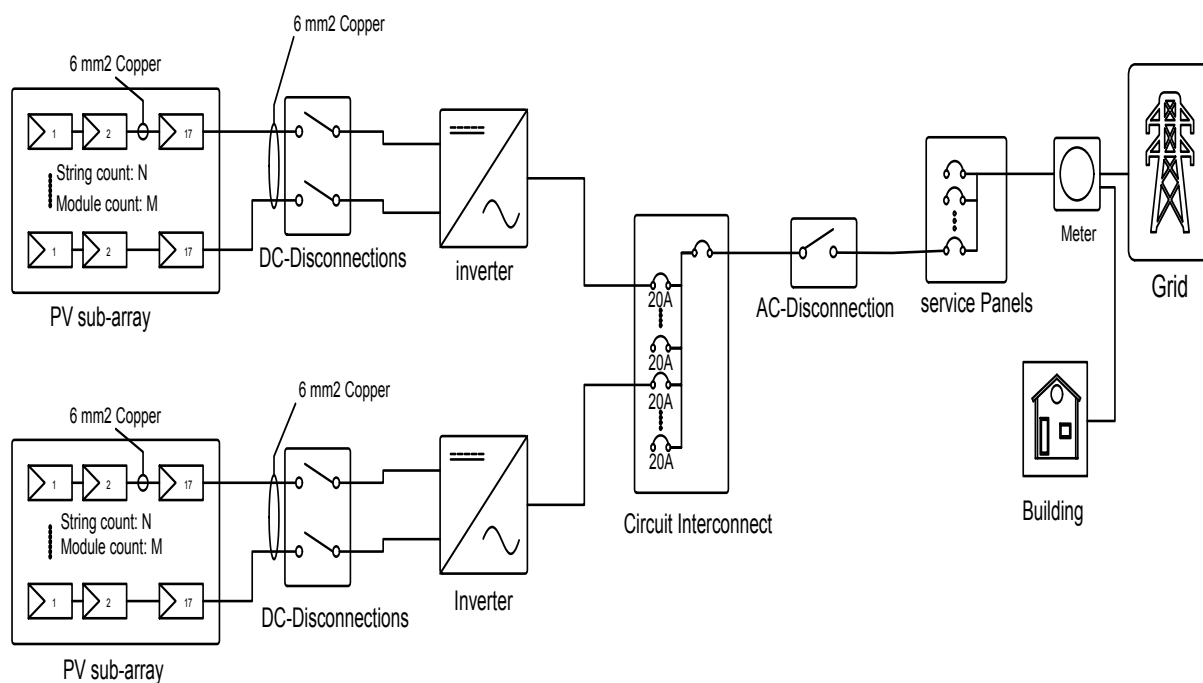 6 mm2 Copper
6 mm2 Copper
1
2
17
String count: N
Module count: M
1
2
17
PV sub-array
DC-Disconnections
inverter
20A
20A
20A
20A
Circuit Interconnect
AC-Disconnection
service Panels
Meter
Grid
Building
6 mm2 Copper
6 mm2 Copper
1
2
17
String count: N
Module count: M
1
2
17
PV sub-array
DC-Disconnections
Inverter